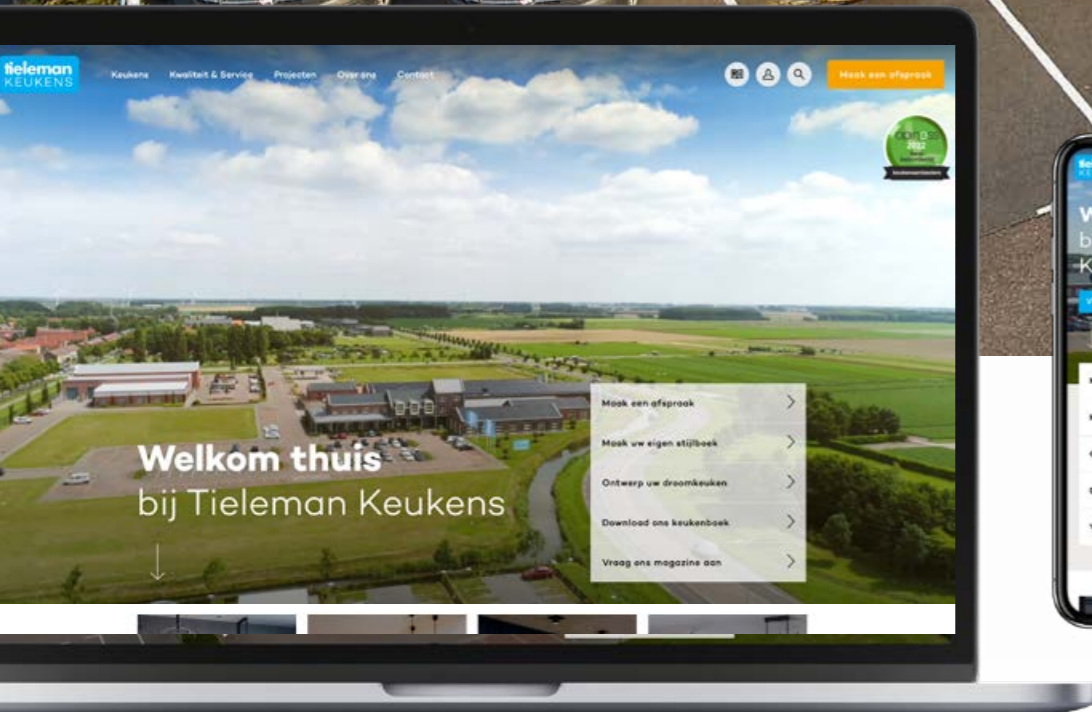 tieleman
KEUKENS
Keukens Kwaliteit & Service Projecten Over ons Contact
Maak een afspraak
2022
Welkom thuis
bij Tieleman Keukens
Maak een afspraak
Maak uw eigen stijlboek
Ontwerp uw droomkeuken
Download ons keukenboek
Vraag ons magazine aan